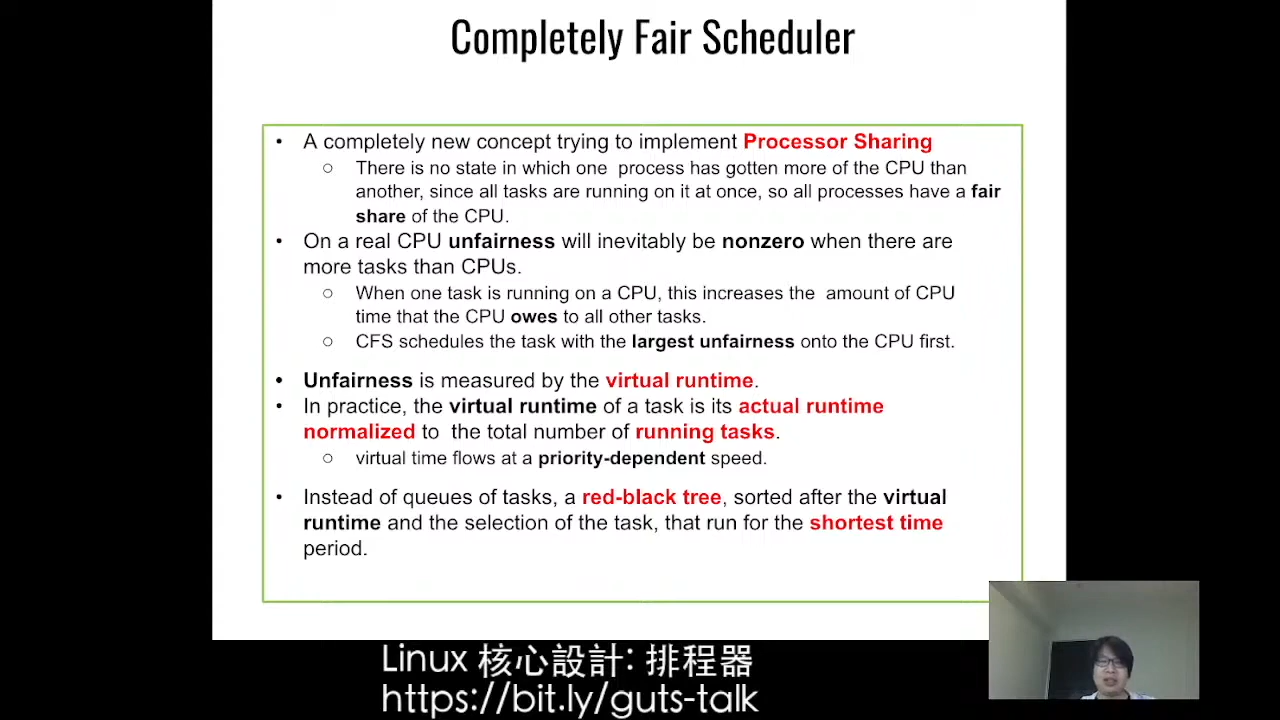 Completely Fair Scheduler
• A completely new concept trying to implement Processor Sharing
○ There is no state in which one process has gotten more of the CPU than
another, since all tasks are running on it at once, so all processes have a fair
share of the CPU.
• On a real CPU unfairness will inevitably be nonzero when there are
more tasks than CPUs.
○ When one task is running on a CPU, this increases the amount of CPU
time that the CPU owes to all other tasks.
○ CFS schedules the task with the largest unfairness onto the CPU first.
• Unfairness is measured by the virtual runtime.
• In practice, the virtual runtime of a task is its actual runtime
normalized to the total number of running tasks.
○ virtual time flows at a priority-dependent speed.
• Instead of queues of tasks, a red-black tree, sorted after the virtual
runtime and the selection of the task, that run for the shortest time
period.
Linux 核心設計: 排程器
https://bit.ly/guts-talk